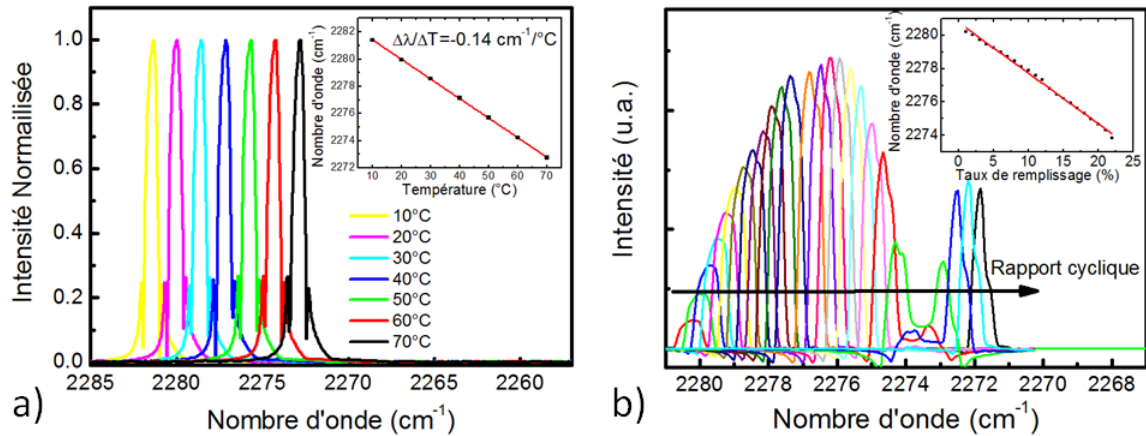 a)
Intensité Normailisée
1.0
0.8
0.6
0.4
0.2
0.0
2285
2280
2275
2270
2265
2260
Nombre d'onde (cm⁻¹)
10°C
20°C
30°C
40°C
50°C
60°C
70°C
Nombre d'onde (cm⁻¹)
2282
2280
2278
2276
2274
2272
Δλ/ΔT=-0.14 cm⁻¹/°C
10 20 30 40 50 60 70
Température (°C)
b)
Intensité (u.a.)
2280
2278
2276
2274
2272
2270
2268
Nombre d'onde (cm⁻¹)
Rapport cyclique
Nombre d'onde (cm⁻¹)
2280
2278
2276
2274
0 5 10 15 20 25
Taux de remplissage (%)